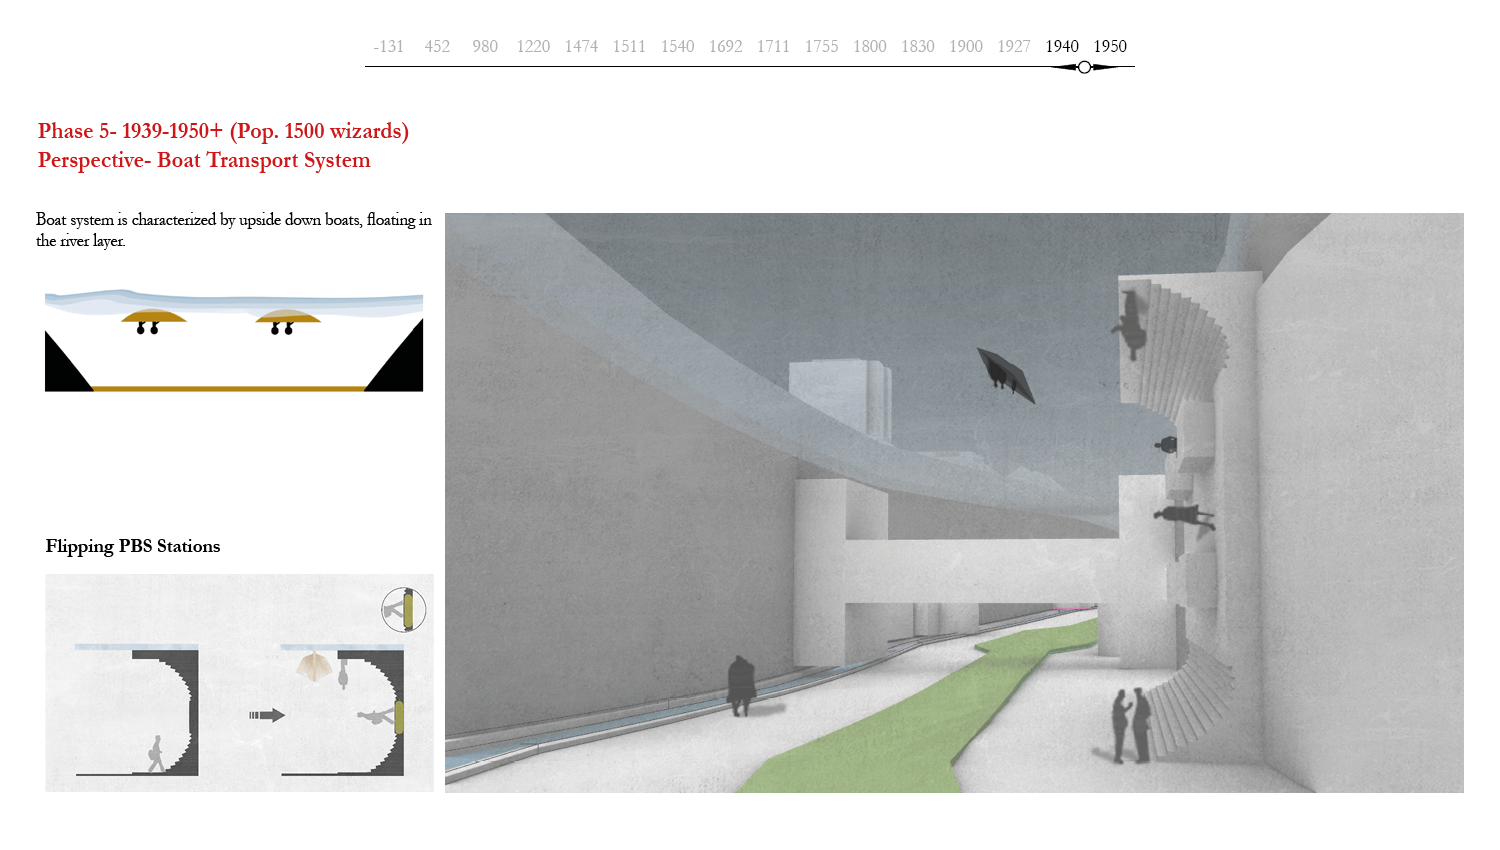 -131 452 980 1220 1474 1511 1540 1692 1711 1755 1800 1830 1900 1927 1940 1950
Phase 5- 1939-1950+ (Pop. 1500 wizards)
Perspective- Boat Transport System
Boat system is characterized by upside down boats, floating in
the river layer.
Flipping PBS Stations